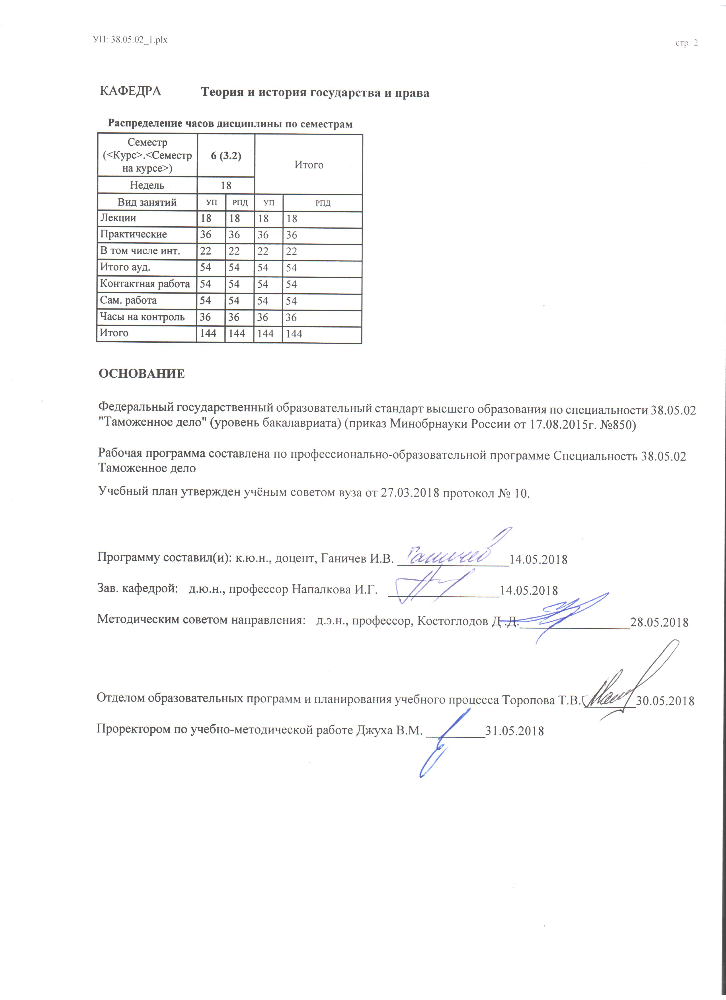 УП: 38.05.02_1.plx
стр. 2
КАФЕДРА Теория и история государства и права
Распределение часов дисциплины по семестрам
Семестр
(<Курс>.<Семестр
на курсе>)
6 (3.2)
Итого
Недель 18
Вид занятий УП РПД УП РПД
Лекции 18 18 18 18
Практические 36 36 36 36
В том числе инт. 22 22 22 22
Итого ауд. 54 54 54 54
Контактная работа 54 54 54 54
Сам. работа 54 54 54 54
Часы на контроль 36 36 36 36
Итого 144 144 144 144
ОСНОВАНИЕ
Федеральный государственный образовательный стандарт высшего образования по специальности 38.05.02
"Таможенное дело" (уровень бакалавриата) (приказ Минобрнауки России от 17.08.2015г. №850)
Рабочая программа составлена по профессионально-образовательной программе Специальность 38.05.02
Таможенное дело
Учебный план утвержден учёным советом вуза от 27.03.2018 протокол № 10.
Программу составил(и): к.ю.н., доцент, Ганичев И.В. Ганичев 14.05.2018
Зав. кафедрой: д.ю.н., профессор Напалкова И.Г. 14.05.2018
Методическим советом направления: д.э.н., профессор, Костоглодов Д .Д. 28.05.2018
Отделом образовательных программ и планирования учебного процесса Торопова Т.В. 30.05.2018
Проректором по учебно-методической работе Джуха В.М. 31.05.2018